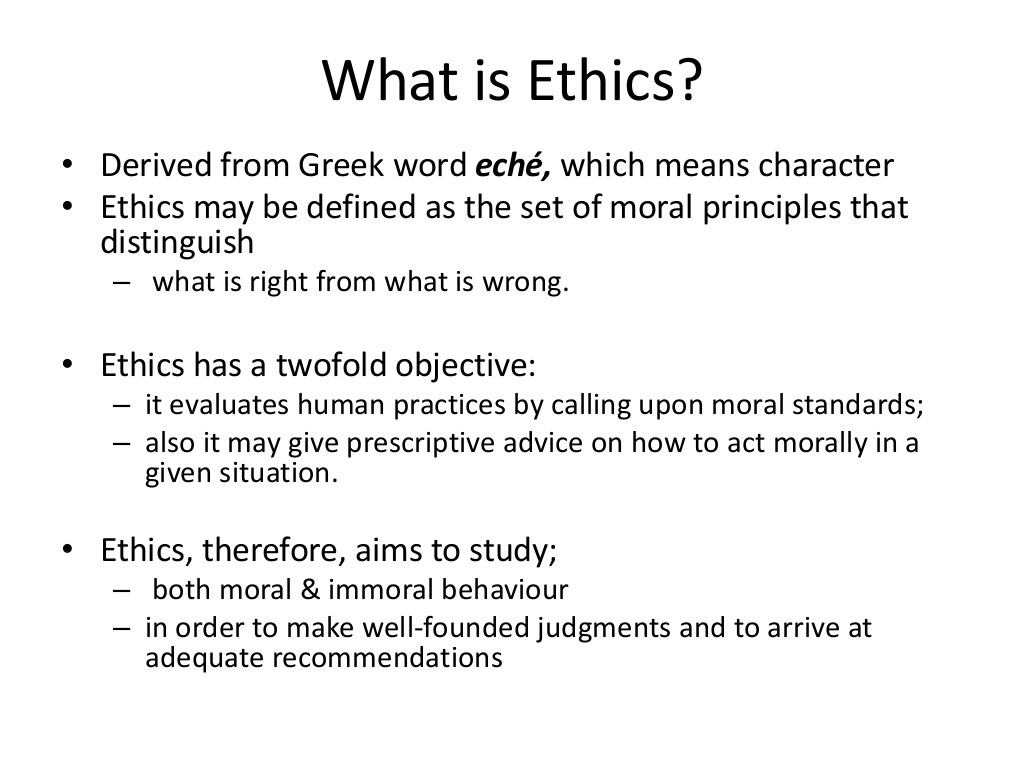 What is Ethics?
• Derived from Greek word eché, which means character
• Ethics may be defined as the set of moral principles that
distinguish
– what is right from what is wrong.
• Ethics has a twofold objective:
– it evaluates human practices by calling upon moral standards;
– also it may give prescriptive advice on how to act morally in a
given situation.
• Ethics, therefore, aims to study;
– both moral & immoral behaviour
– in order to make well-founded judgments and to arrive at
adequate recommendations